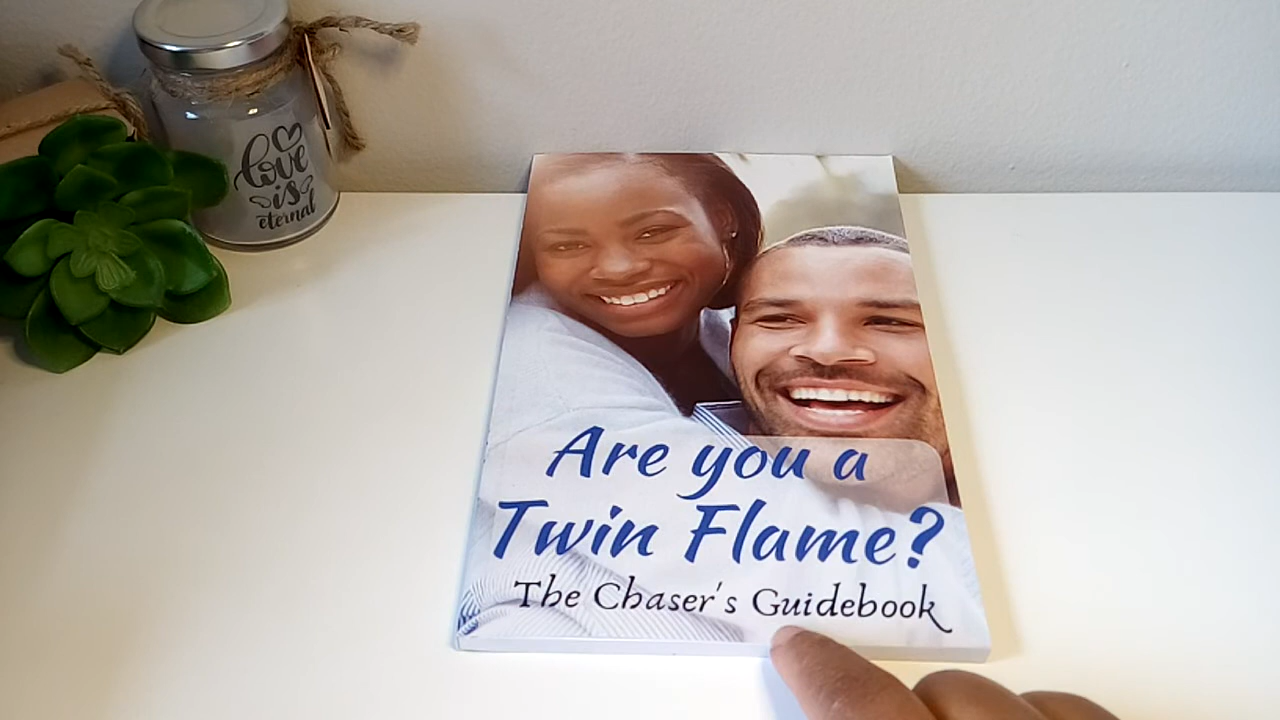 love
is
eternal
Are you a
Twin Flame?
The Chaser's Guidebook